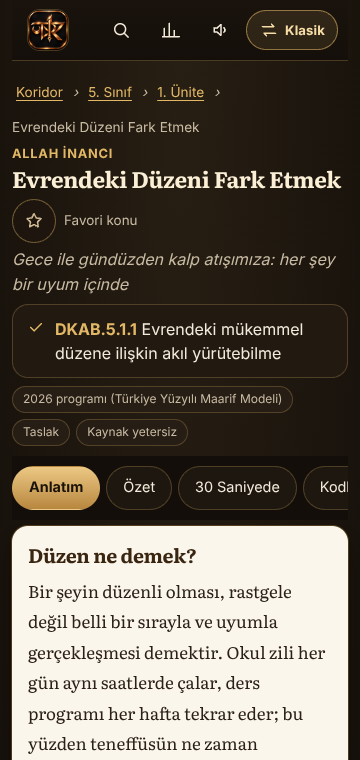 Klasik
Koridor › 5. Sınıf › 1. Ünite ›
Evrendeki Düzeni Fark Etmek
ALLAH İNANCI
Evrendeki Düzeni Fark Etmek
Favori konu
Gece ile gündüzden kalp atışımıza: her şey
bir uyum içinde
DKAB.5.1.1 Evrendeki mükemmel
düzene ilişkin akıl yürütebilme
2026 programı (Türkiye Yüzyılı Maarif Modeli)
Taslak Kaynak yetersiz
Anlatım Özet 30 Saniyede
Düzen ne demek?
Bir şeyin düzenli olması, rastgele
değil belli bir sırayla ve uyumla
gerçekleşmesi demektir. Okul zili her
gün aynı saatlerde çalar, ders
programı her hafta tekrar eder; bu
yüzden teneffüsün ne zaman